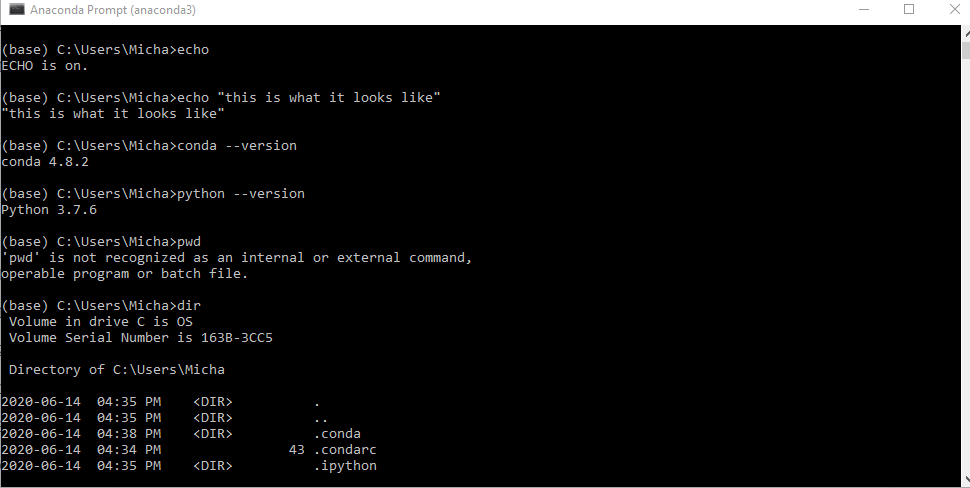 Anaconda Prompt (anaconda3)
(base) C:\Users\Micha>echo
ECHO is on.
(base) C:\Users\Micha>echo "this is what it looks like"
"this is what it looks like"
(base) C:\Users\Micha>conda --version
conda 4.8.2
(base) C:\Users\Micha>python --version
Python 3.7.6
(base) C:\Users\Micha>pwd
'pwd' is not recognized as an internal or external command,
operable program or batch file.
(base) C:\Users\Micha>dir
 Volume in drive C is OS
 Volume Serial Number is 163B-3CC5
 Directory of C:\Users\Micha
2020-06-14  04:35 PM    <DIR>          .
2020-06-14  04:35 PM    <DIR>          ..
2020-06-14  04:38 PM    <DIR>          .conda
2020-06-14  04:34 PM                43 .condarc
2020-06-14  04:35 PM    <DIR>          .ipython